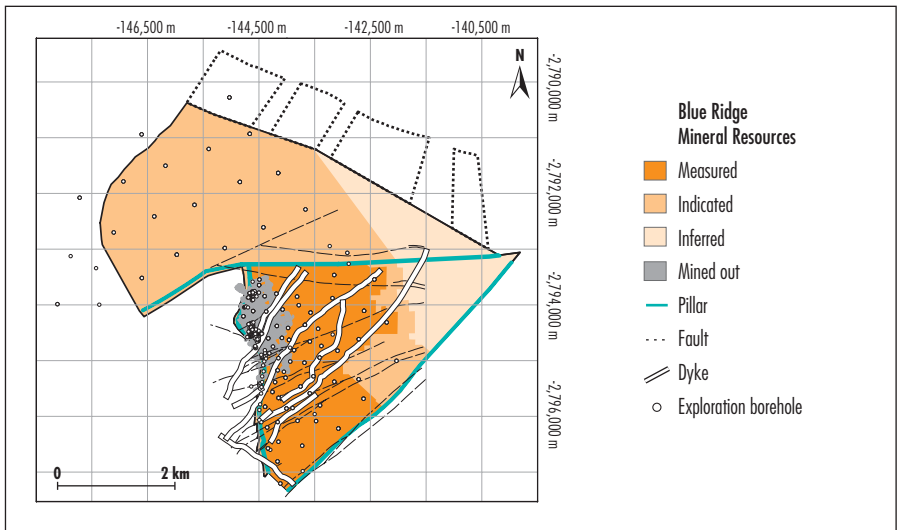 -146,500 m
-144,500 m
-142,500 m
-140,500 m
N
-2,790,000 m
-2,792,000 m
-2,794,000 m
-2,796,000 m
0
2 km
Blue Ridge
Mineral Resources
Measured
Indicated
Inferred
Mined out
Pillar
Fault
Dyke
Exploration borehole